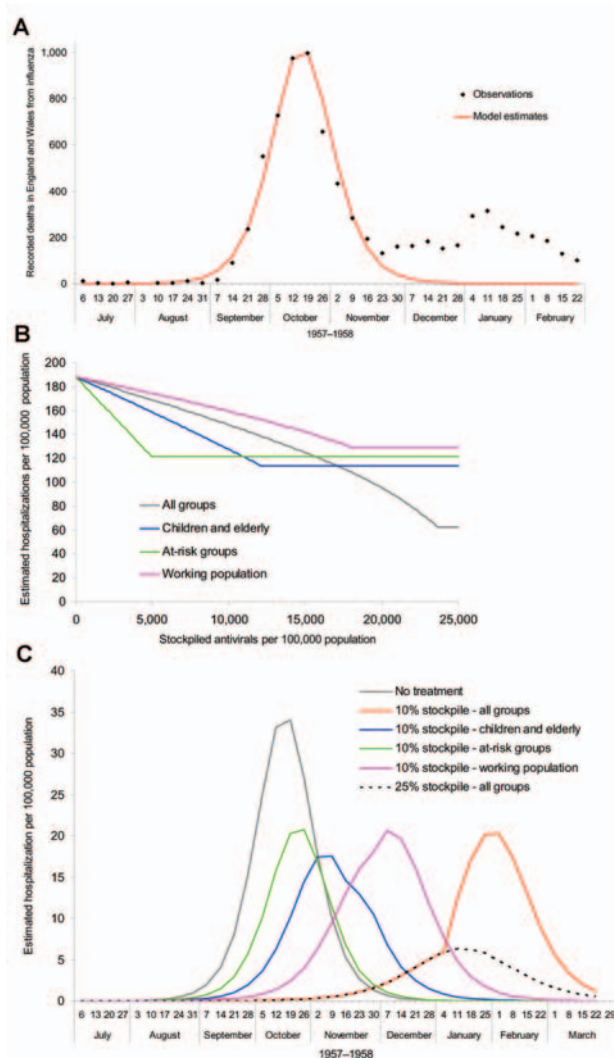 A
Recorded deaths in England and Wales from influenza
1,000
800
600
400
200
0
Observations
Model estimates
6 13 20 27 3 10 17 24 31 7 14 21 28 5 12 19 26 2 9 16 23 30 7 14 21 28 4 11 18 25 1 8 15 22
July August September October November December January February
1957–1958
B
Estimated hospitalizations per 100,000 population
200
180
160
140
120
100
80
60
40
20
0
All groups
Children and elderly
At-risk groups
Working population
0 5,000 10,000 15,000 20,000 25,000
Stockpiled antivirals per 100,000 population
C
Estimated hospitalization per 100,000 population
40
35
30
25
20
15
10
5
0
No treatment
10% stockpile - all groups
10% stockpile - children and elderly
10% stockpile - at-risk groups
10% stockpile - working population
25% stockpile - all groups
6 13 20 27 3 10 17 24 31 7 14 21 28 5 12 19 26 2 9 16 23 30 7 14 21 28 4 11 18 25 1 8 15 22 1 8 15 22 29
July August September October November December January February March
1957–1958